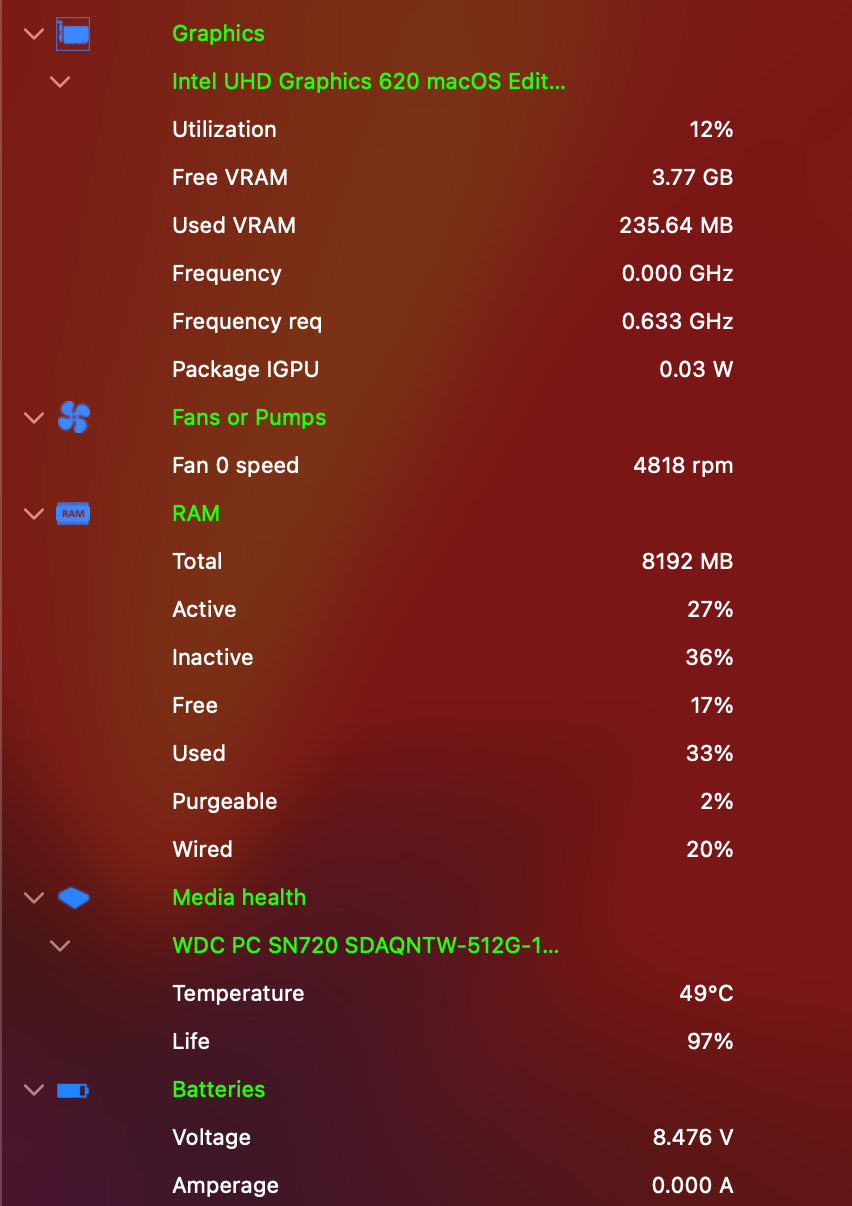 Graphics
Intel UHD Graphics 620 macOS Edit...
Utilization 12%
Free VRAM 3.77 GB
Used VRAM 235.64 MB
Frequency 0.000 GHz
Frequency req 0.633 GHz
Package IGPU 0.03 W
Fans or Pumps
Fan 0 speed 4818 rpm
RAM RAM
Total 8192 MB
Active 27%
Inactive 36%
Free 17%
Used 33%
Purgeable 2%
Wired 20%
Media health
WDC PC SN720 SDAQNTW-512G-1...
Temperature 49°C
Life 97%
Batteries
Voltage 8.476 V
Amperage 0.000 A